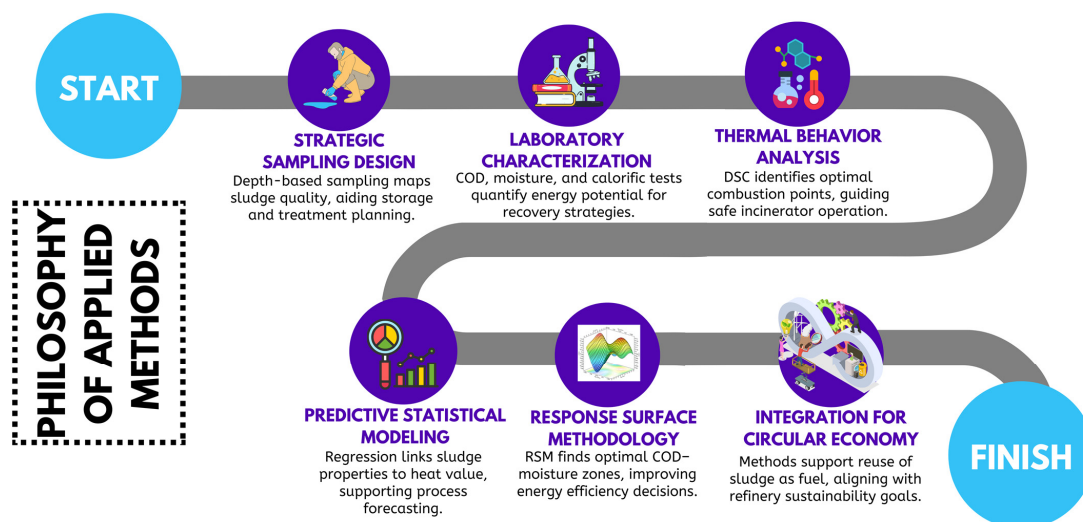 START
STRATEGIC
SAMPLING DESIGN
Depth-based sampling maps
sludge quality, aiding storage
and treatment planning.
LABORATORY
CHARACTERIZATION
COD, moisture, and calorific tests
quantify energy potential for
recovery strategies.
THERMAL BEHAVIOR
ANALYSIS
DSC identifies optimal
combustion points, guiding
safe incinerator operation.
PHILOSOPHY
OF APPLIED
METHODS
PREDICTIVE STATISTICAL
MODELING
Regression links sludge
properties to heat value,
supporting process
forecasting.
RESPONSE SURFACE
METHODOLOGY
RSM finds optimal COD–
moisture zones, improving
energy efficiency decisions.
INTEGRATION FOR
CIRCULAR ECONOMY
Methods support reuse of
sludge as fuel, aligning with
refinery sustainability goals.
FINISH